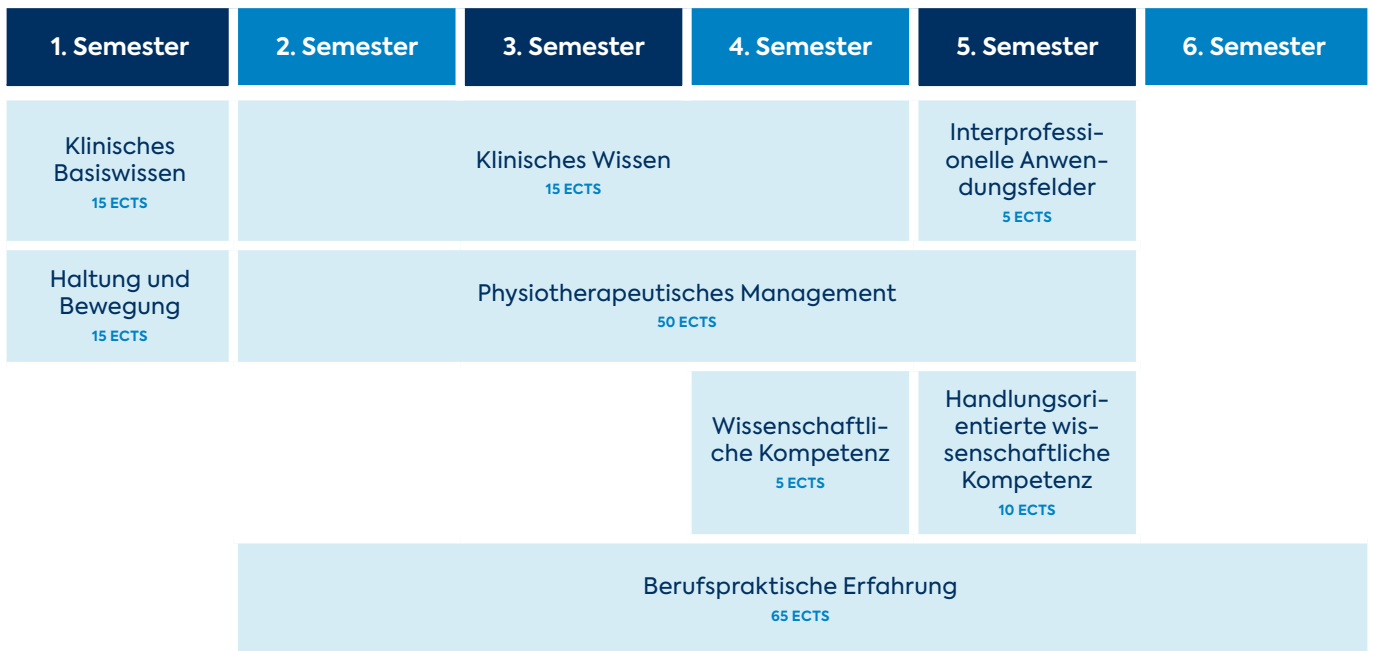 1. Semester
2. Semester
3. Semester
4. Semester
5. Semester
6. Semester
Klinisches
Basiswissen
15 ECTS
Klinisches Wissen
15 ECTS
Interprofessi-
onelle Anwen-
dungsfelder
5 ECTS
Haltung und
Bewegung
15 ECTS
Physiotherapeutisches Management
50 ECTS
Wissenschaftli-
che Kompetenz
5 ECTS
Handlungsori-
entierte wis-
senschaftliche
Kompetenz
10 ECTS
Berufspraktische Erfahrung
65 ECTS